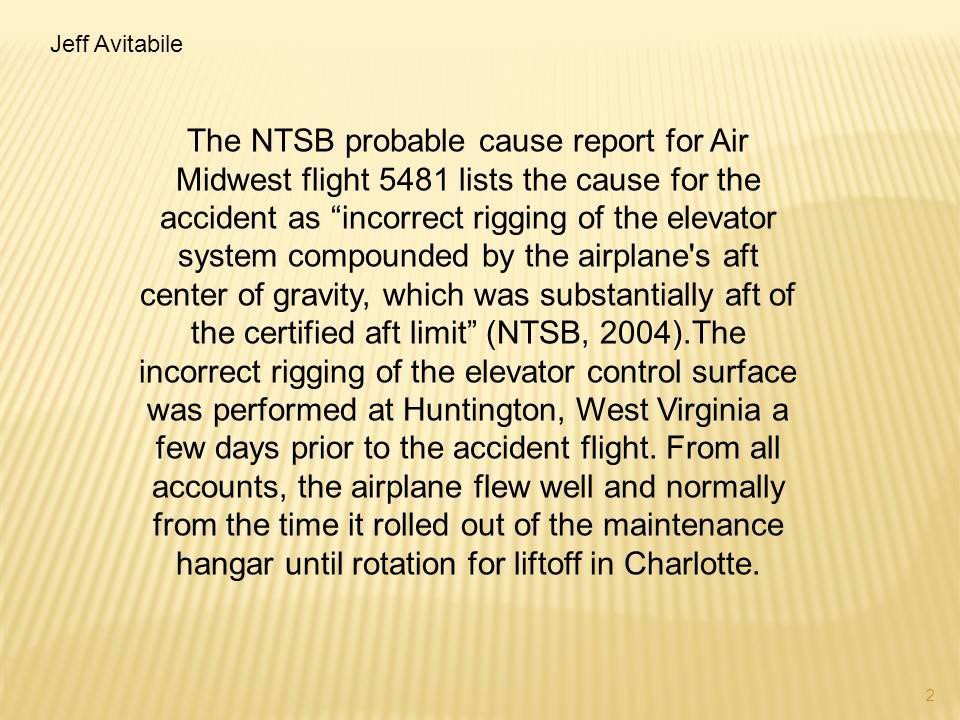 Jeff Avitabile
The NTSB probable cause report for Air
Midwest flight 5481 lists the cause for the
accident as “incorrect rigging of the elevator
system compounded by the airplane's aft
center of gravity, which was substantially aft of
the certified aft limit” (NTSB, 2004).The
incorrect rigging of the elevator control surface
was performed at Huntington, West Virginia a
few days prior to the accident flight. From all
accounts, the airplane flew well and normally
from the time it rolled out of the maintenance
hangar until rotation for liftoff in Charlotte.
2